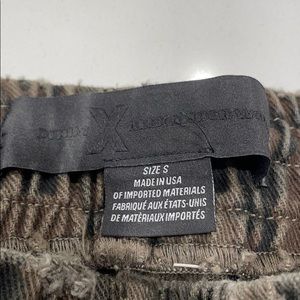 X
SIZE S
MADE IN USA
OF IMPORTED MATERIALS
FABRIQUÉ AUX ÉTATS-UNIS
DE MATÉRIAUX IMPORTÉS